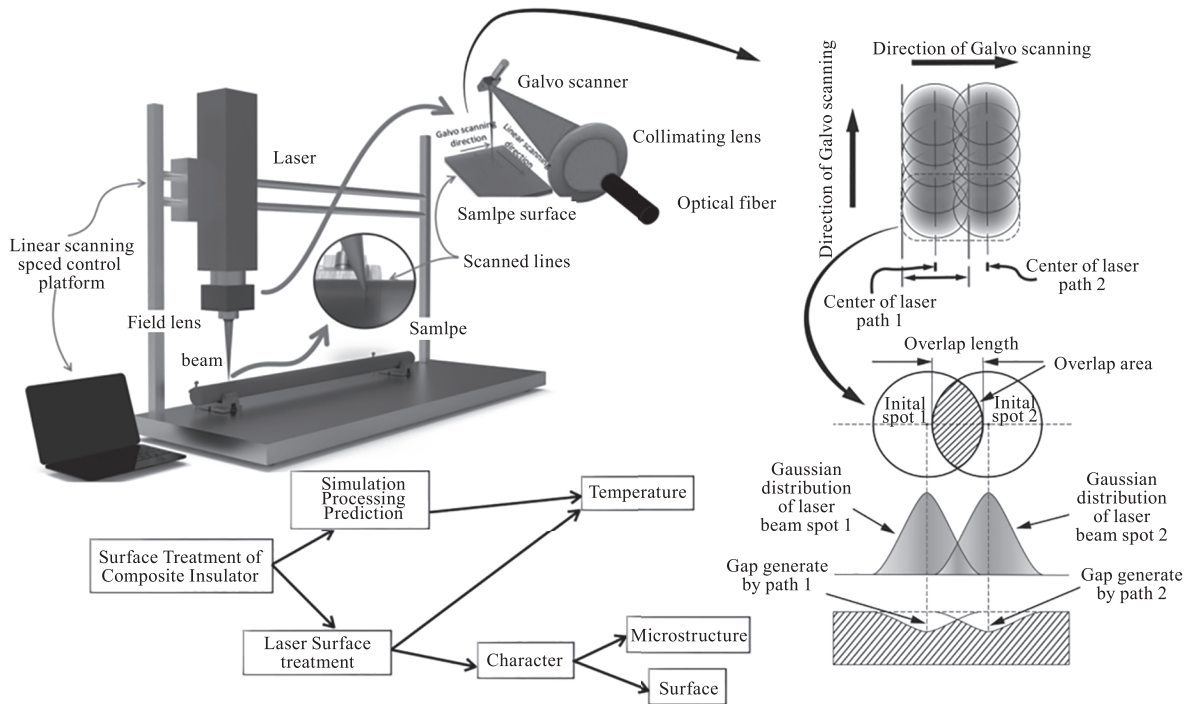 Laser
Linear scanning
spced control
platform
Field lens
beam
Samlpe
Scanned lines
Galvo scanner
Galvo scanning
direction
Linear scanning
direction
Collimating lens
Optical fiber
Samlpe surface
Direction of Galvo scanning
Direction of Galvo scanning
Center of laser
path 1
Center of laser
path 2
Overlap length
Overlap area
Inital
spot 1
Inital
spot 2
Gaussian
distribution
of laser
beam spot 1
Gaussian
distribution
of laser
beam spot 2
Gap generate
by path 1
Gap generate
by path 2
Surface Treatment of
Composite Insulator
Simulation
Processing
Prediction
Temperature
Laser Surface
treatment
Character
Microstructure
Surface